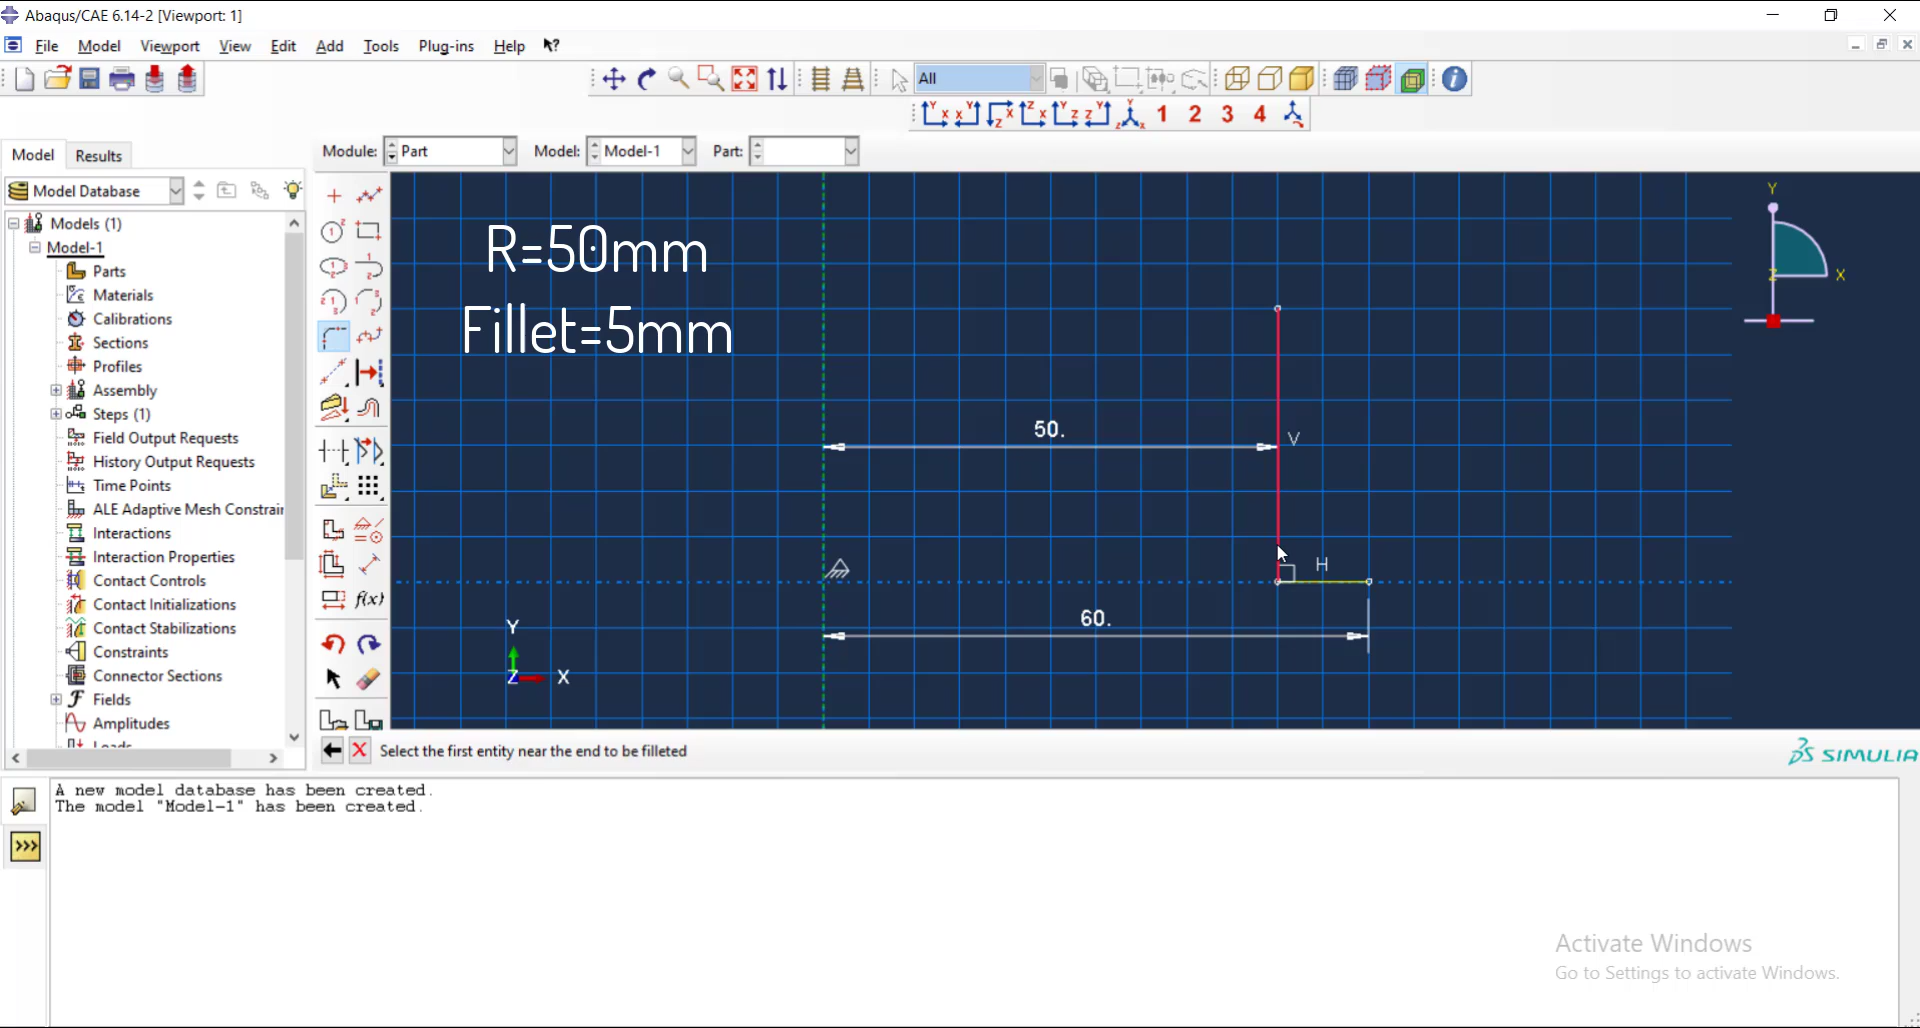 Abaqus/CAE 6.14-2 [Viewport: 1]
File Model Viewport View Edit Add Tools Plug-ins Help
All
1 2 3 4
Model Results
Module: Part Model: Model-1 Part:
Model Database
Models (1)
Model-1
Parts
Materials
Calibrations
Sections
Profiles
Assembly
Steps (1)
Field Output Requests
History Output Requests
Time Points
ALE Adaptive Mesh Constrain
Interactions
Interaction Properties
Contact Controls
Contact Initializations
Contact Stabilizations
Constraints
Connector Sections
Fields
Amplitudes
Loads
f(x)
R=50mm
Fillet=5mm
50.
V
H
60.
Y
Z X
Y
Z X
Select the first entity near the end to be filleted
SIMULIA
A new model database has been created.
The model "Model-1" has been created.
Activate Windows
Go to Settings to activate Windows.